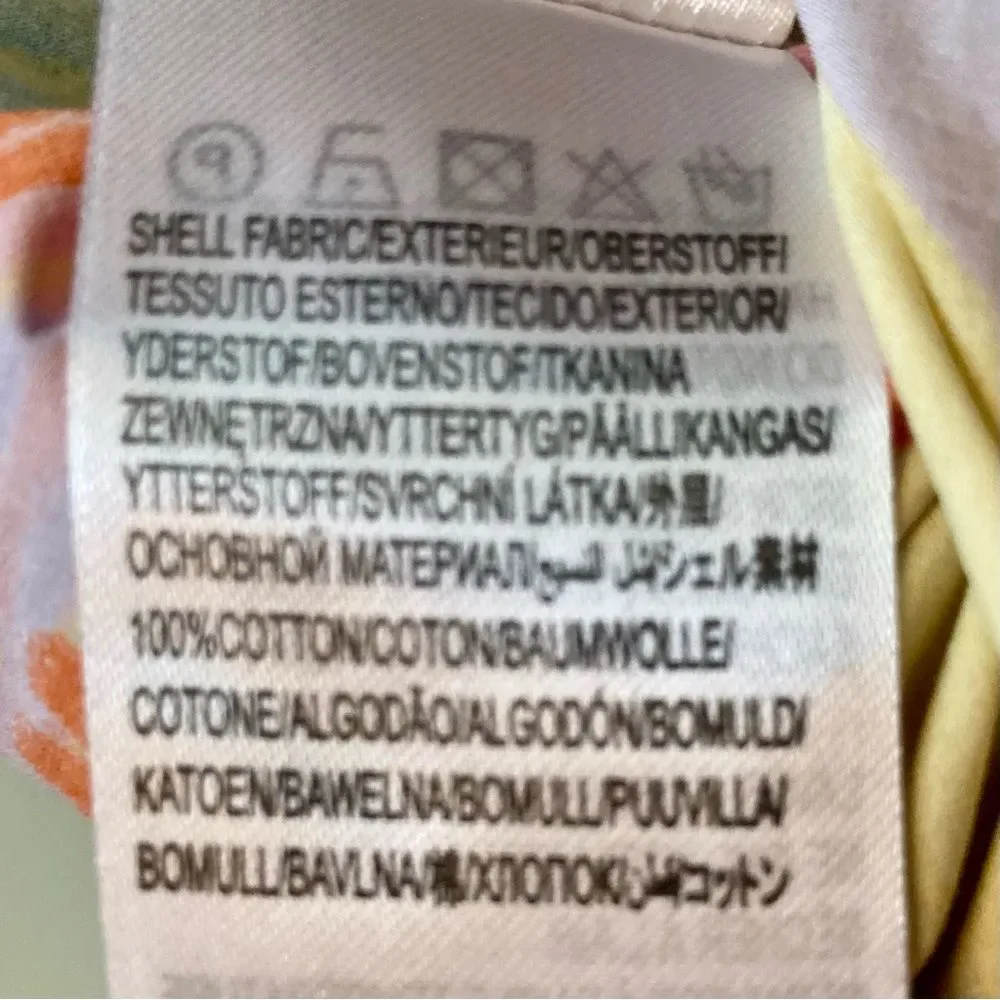 SHELL FABRIC/EXTERIEUR/OBERSTOFF/
TESSUTO ESTERNO/TECIDO/EXTERIOR/
YDERSTOF/BOVENSTOF/TKANINA
ZEWNĘTRZNA/YTTERTYG/PÄÄLLIKANGAS/
YTTERSTOFF/SVRCHNÍ LÁTKA/外层/
ОСНОВНОЙ МАТЕРИАЛ/シェル素材
100%COTTON/COTON/BAUMWOLLE/
COTONE/ALGODÃO/ALGODÓN/BOMULD/
KATOEN/BAWEŁNA/BOMULL/PUUVILLA/
BOMULL/BAVLNA/棉/ХЛОПОК/コットン